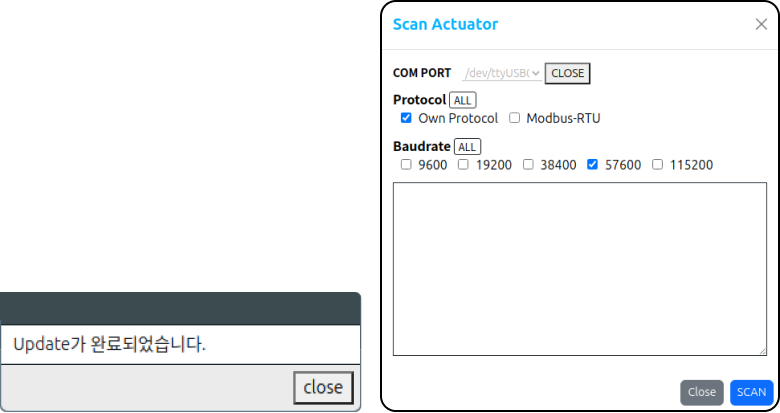 Scan Actuator
COM PORT /dev/ttyUSB( CLOSE
Protocol ALL
Own Protocol Modbus-RTU
Baudrate ALL
9600 19200 38400 57600 115200
Close SCAN
Update가 완료되었습니다.
close